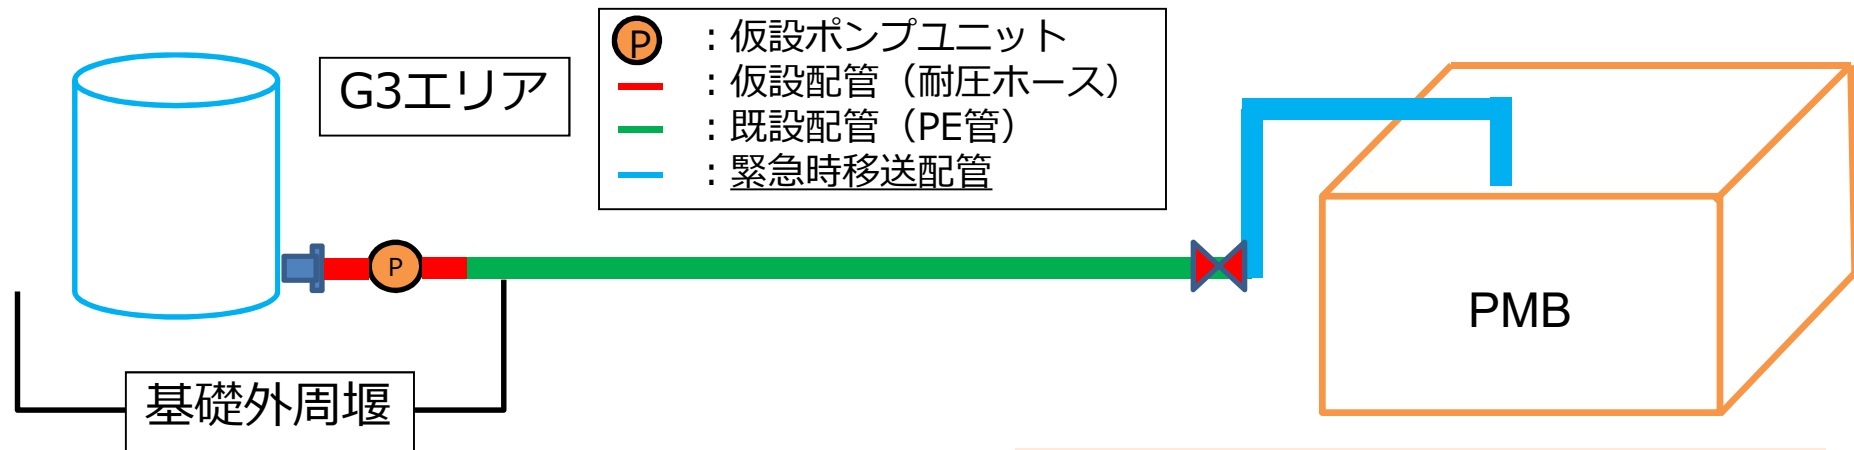 G3エリア
P ：仮設ポンプユニット
：仮設配管（耐圧ホース）
：既設配管（PE管）
：緊急時移送配管
P
PMB
基礎外周堰